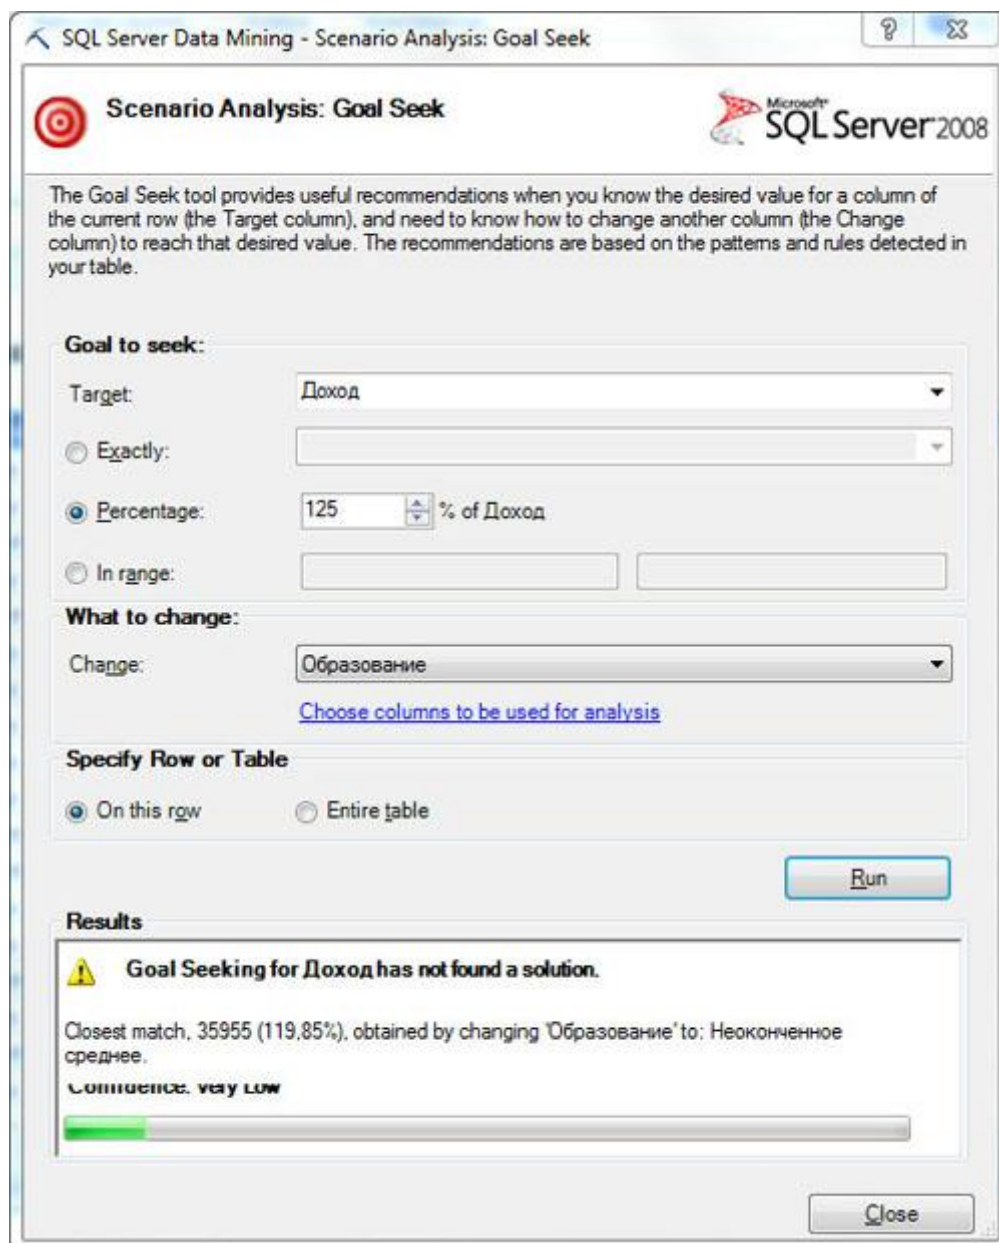 SQL Server Data Mining - Scenario Analysis: Goal Seek
Scenario Analysis: Goal Seek
Microsoft®
SQL Server 2008
The Goal Seek tool provides useful recommendations when you know the desired value for a column of
the current row (the Target column), and need to know how to change another column (the Change
column) to reach that desired value. The recommendations are based on the patterns and rules detected in
your table.
Goal to seek:
Target: Доход
Exactly:
Percentage: 125 % of Доход
In range:
What to change:
Change: Образование
Choose columns to be used for analysis
Specify Row or Table
On this row Entire table
Run
Results
Goal Seeking for Доход has not found a solution.
Closest match, 35955 (119,85%), obtained by changing 'Образование' to: Неоконченное
среднее.
Confidence: Very Low
Close